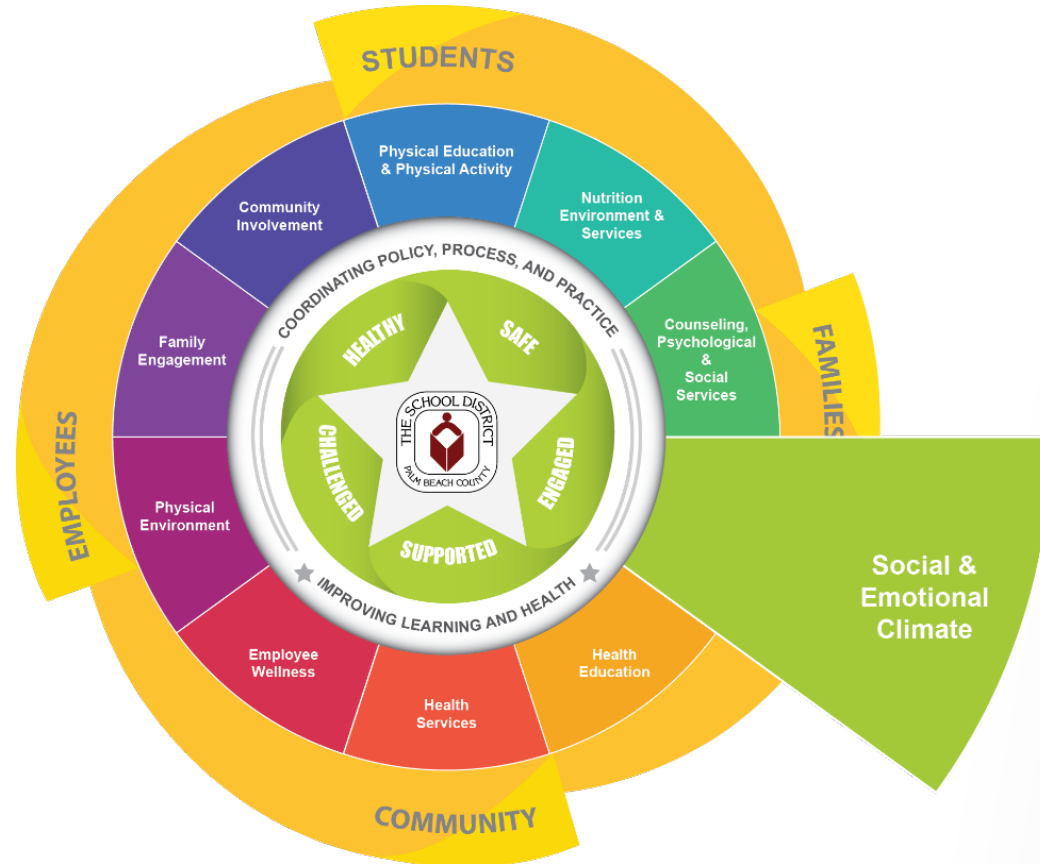 STUDENTS
Physical Education
& Physical Activity
Nutrition
Environment &
Services
Community
Involvement
Counseling,
Psychological
&
Social
Services
FAMILIES
Family
Engagement
EMPLOYEES
Physical
Environment
Social &
Emotional
Climate
Employee
Wellness
Health
Services
Health
Education
COMMUNITY
COORDINATING POLICY, PROCESS, AND PRACTICE
IMPROVING LEARNING AND HEALTH
HEALTHY
SAFE
ENGAGED
SUPPORTED
CHALLENGED
THE SCHOOL DISTRICT
PALM BEACH COUNTY